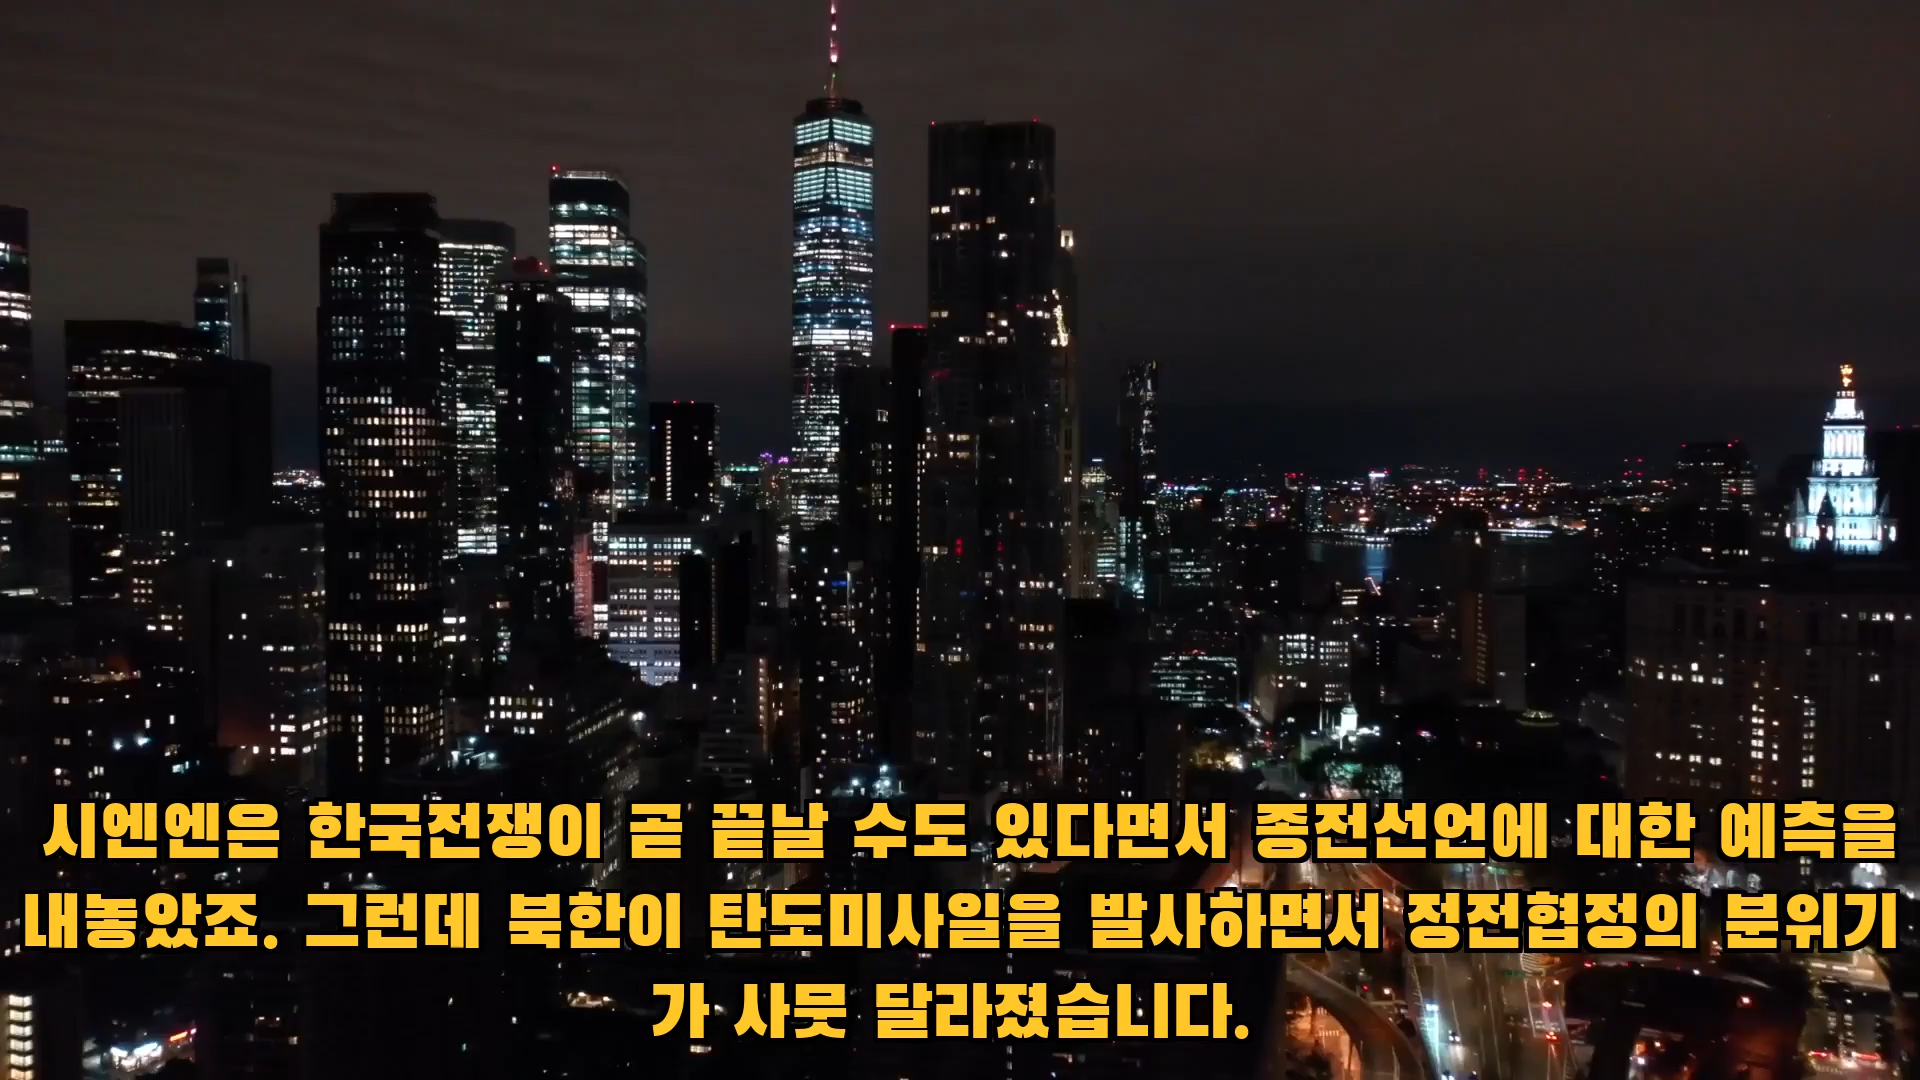 시엔엔은 한국전쟁이 곧 끝날 수도 있다면서 종전선언에 대한 예측을
내놓았죠. 그런데 북한이 탄도미사일을 발사하면서 정전협정의 분위기
가 사뭇 달라졌습니다.